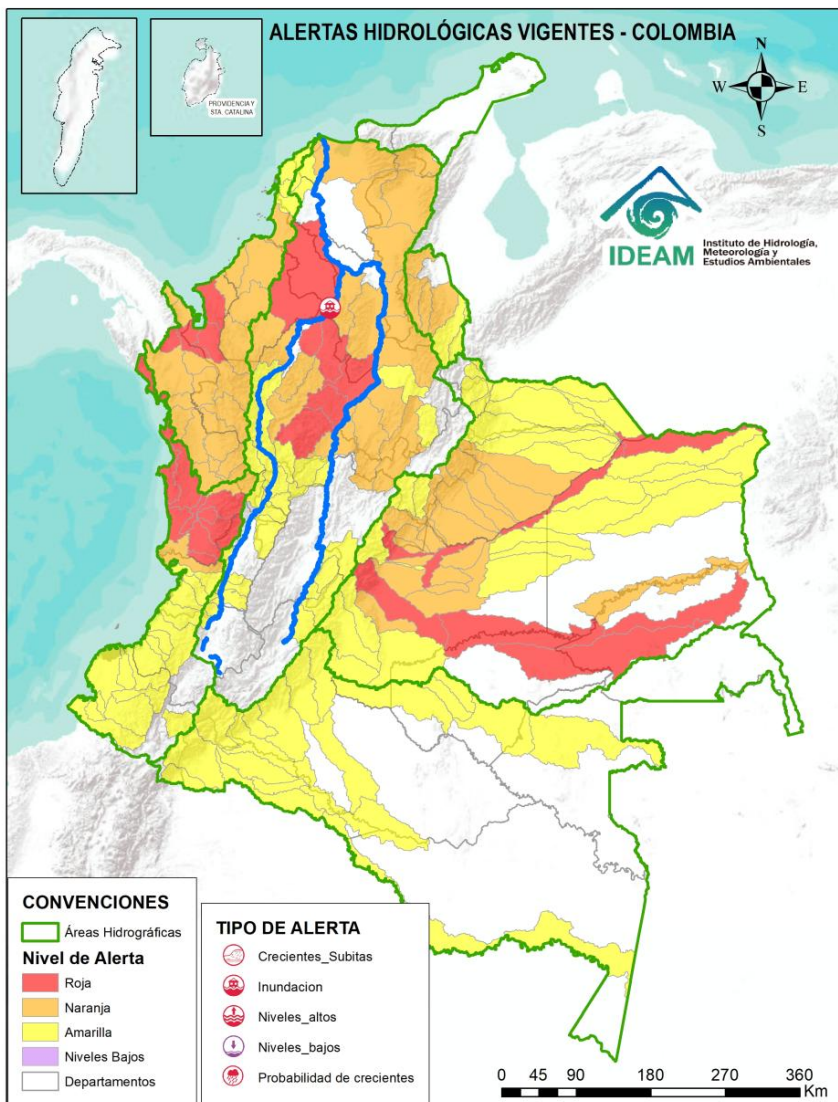 ALERTAS HIDROLÓGICAS VIGENTES - COLOMBIA
PROVIDENCIA Y
STA. CATALINA
N
W
E
S
IDEAM
Instituto de Hidrología,
Meteorología y
Estudios Ambientales
CONVENCIONES
Áreas Hidrográficas
Nivel de Alerta
Roja
Naranja
Amarilla
Niveles Bajos
Departamentos
TIPO DE ALERTA
Crecientes_Subitas
Inundacion
Niveles_altos
Niveles_bajos
Probabilidad de crecientes
0 45 90 180 270 360
Km